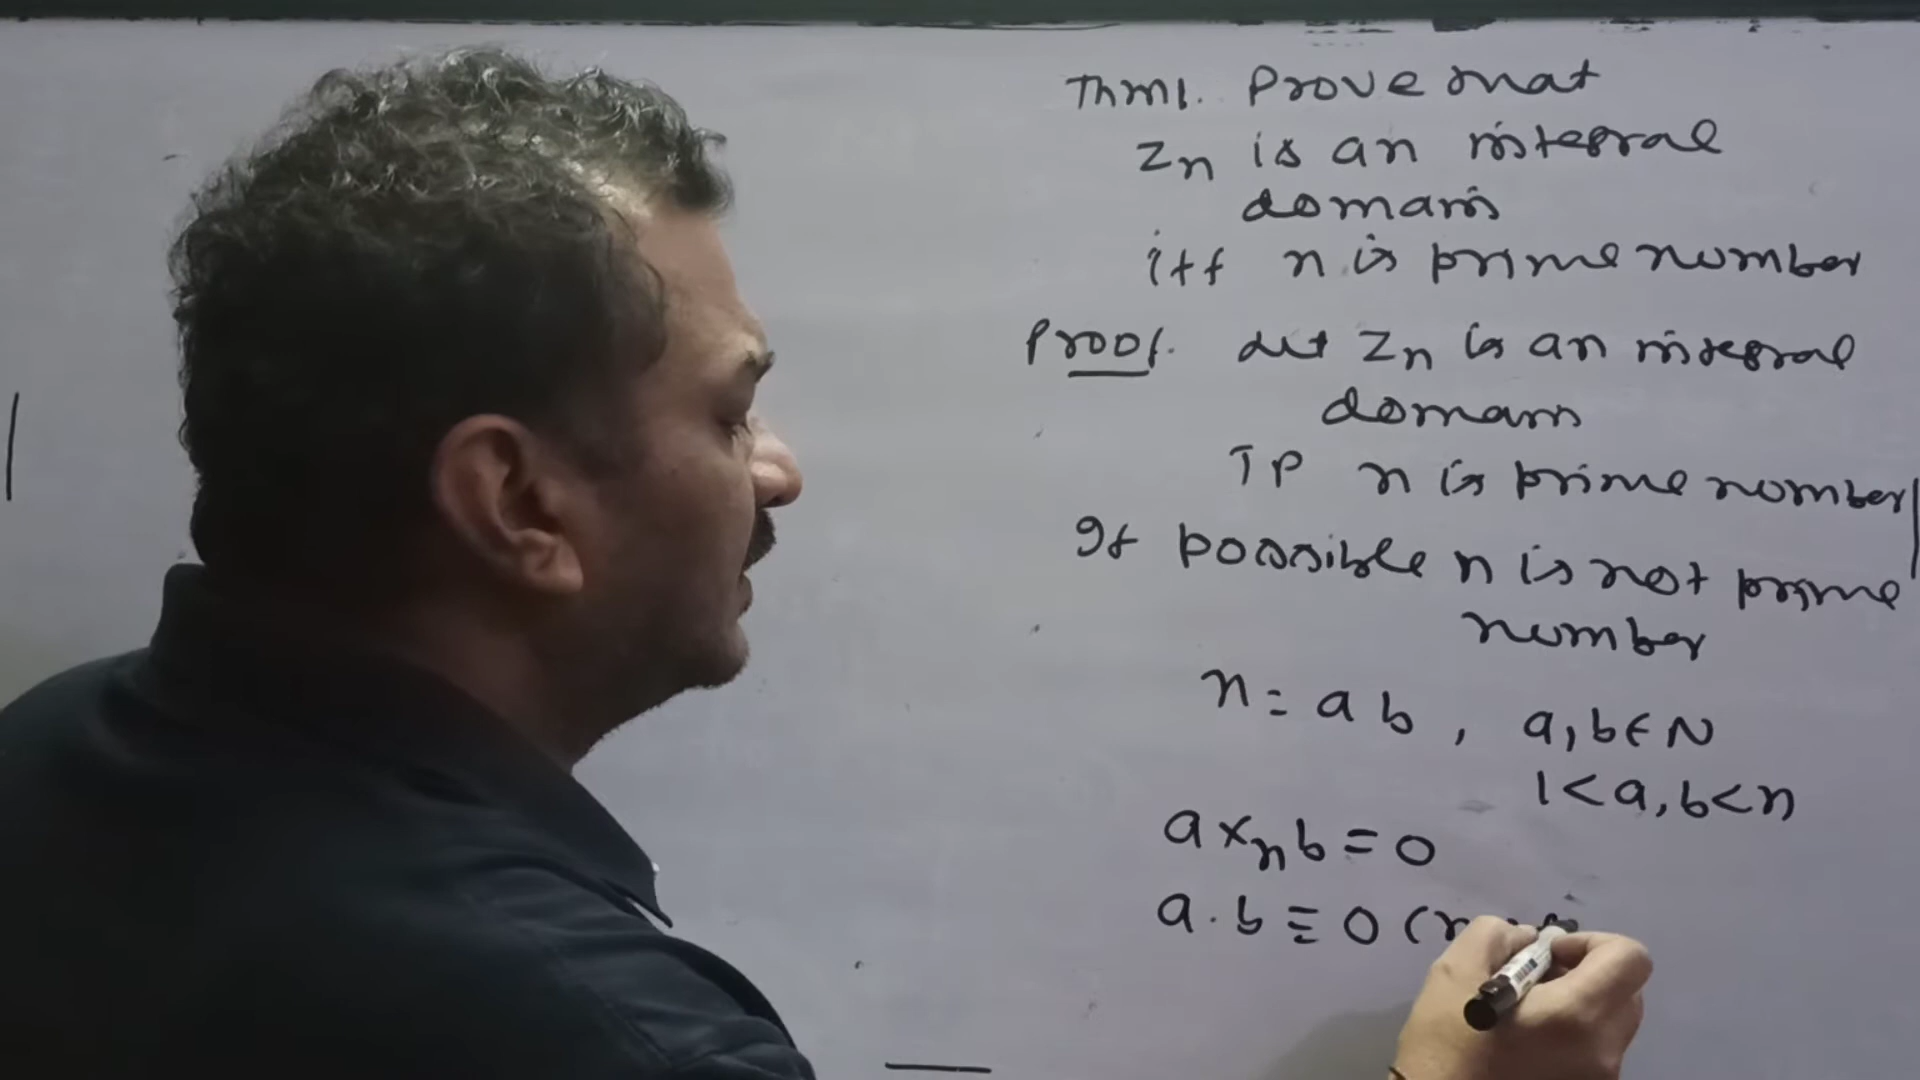 Thm1. Prove that
Zn is an integral
domain
iff n is prime number
Proof. Let Zn is an integral
domain
TP n is prime number
If possible n is not prime
number
n = ab, a, b ∈ N
1 < a, b < n
a ×n b = 0
a . b ≡ 0 (